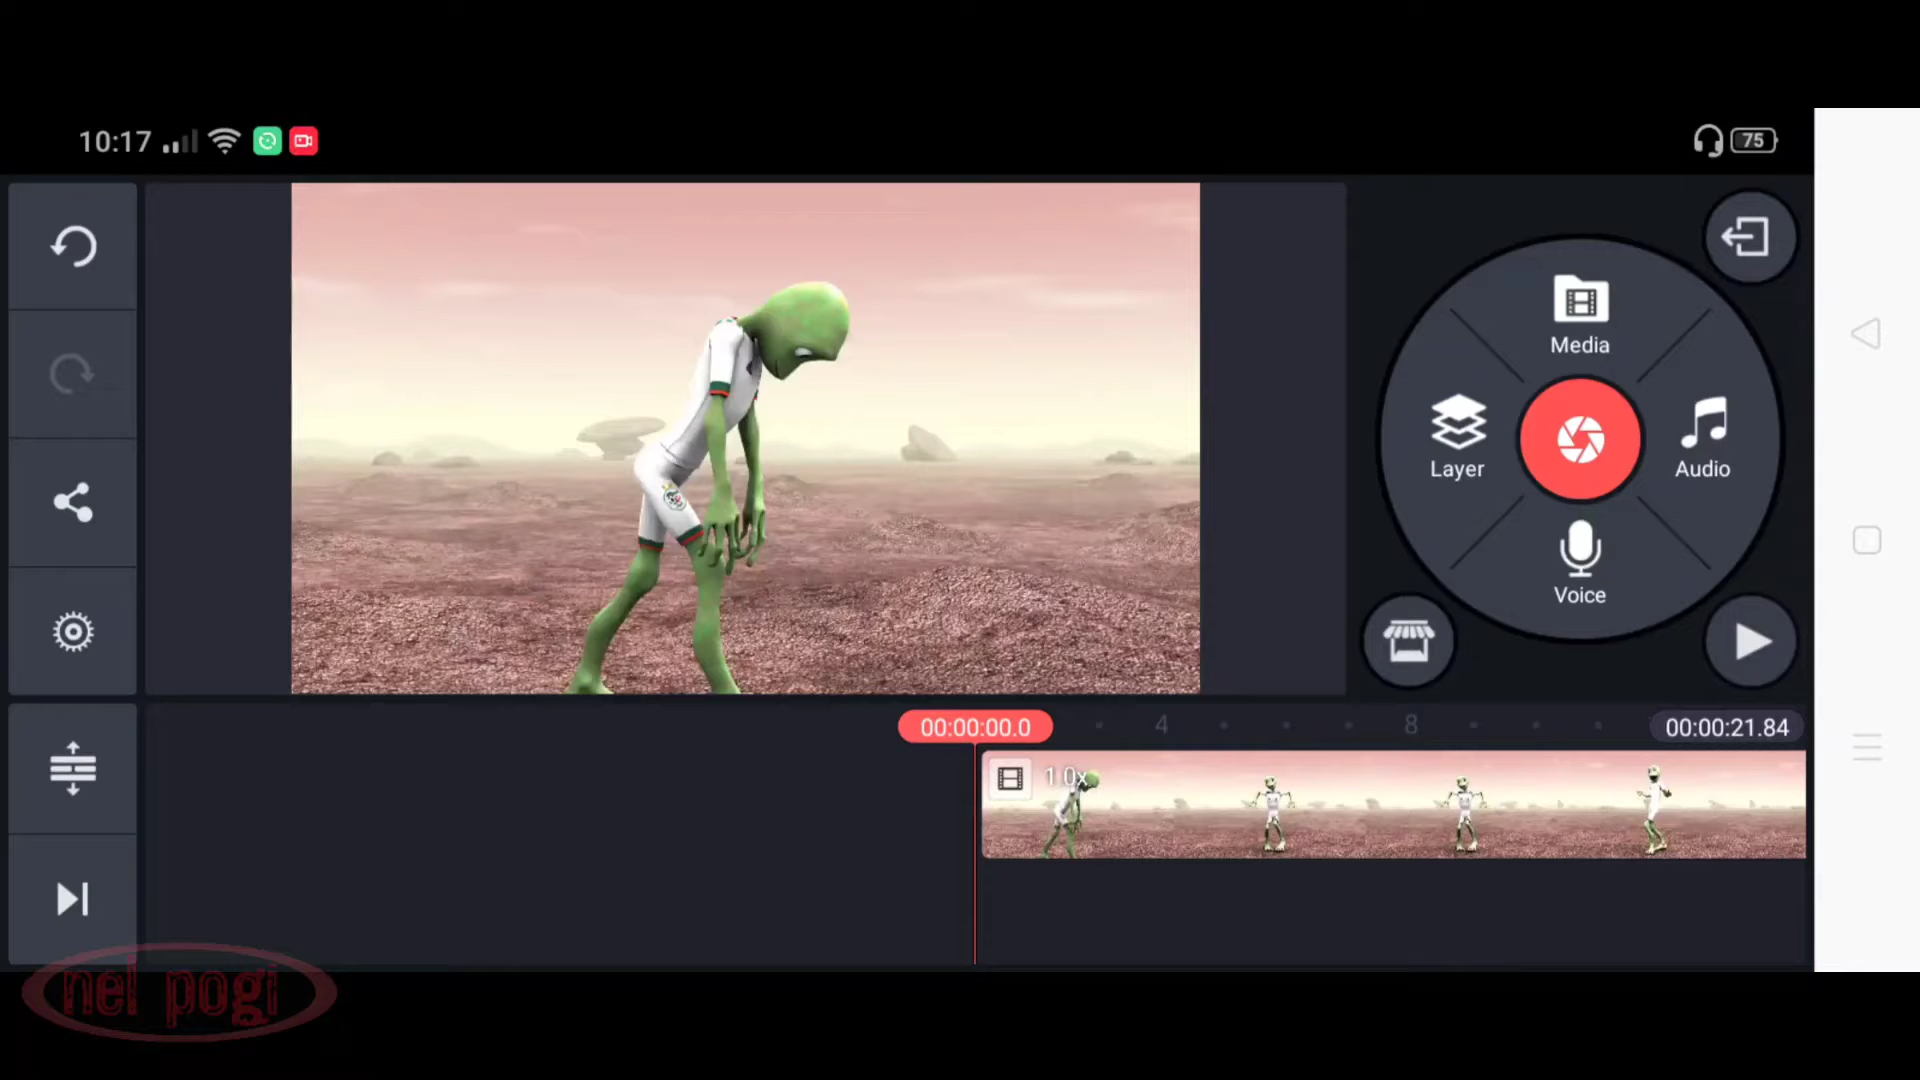 10:17
75
Media
Layer
Audio
Voice
00:00:00.0
4
8
00:00:21.84
1.0x
nel pogi